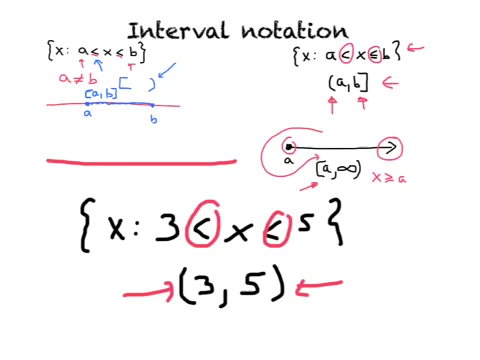 Interval notation
{x: a ≤ x ≤ b}
a ≠ b [ )
[a,b]
a b
{x: a < x ≤ b}
(a,b]
a
[a,∞)
x ≥ a
{x: 3 < x < 5}
(3, 5)